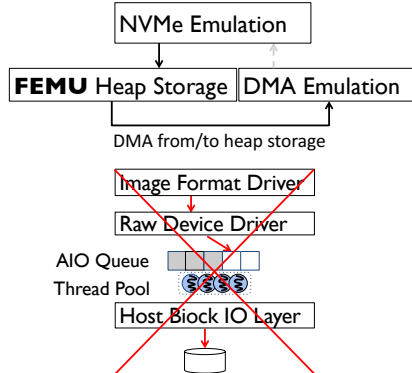 NVMe Emulation
FEMU Heap Storage
DMA Emulation
DMA from/to heap storage
Image Format Driver
Raw Device Driver
AIO Queue
Thread Pool
Host Block IO Layer